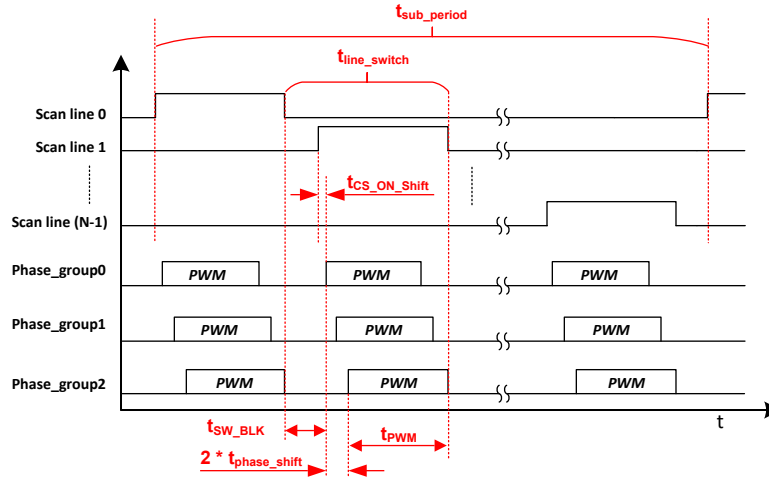 t_sub_period
t_line_switch
Scan line 0
Scan line 1
t_CS_ON_Shift
Scan line (N-1)
Phase_group0 PWM PWM PWM
Phase_group1 PWM PWM PWM
Phase_group2 PWM PWM PWM
t
t_SW_BLK t_PWM
2 * t_phase_shift